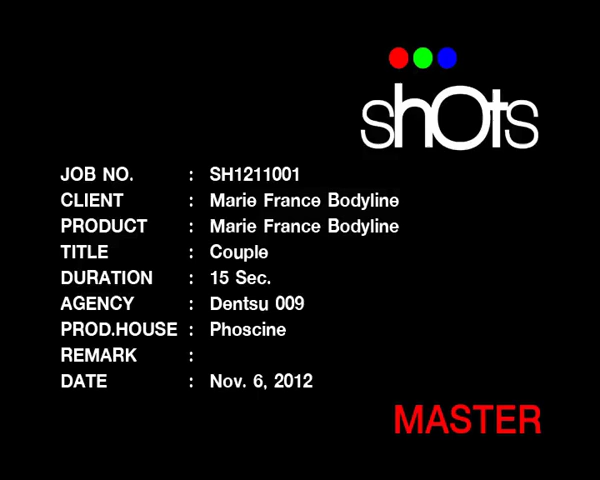 shOts
JOB NO. : SH1211001
CLIENT : Marie France Bodyline
PRODUCT : Marie France Bodyline
TITLE : Couple
DURATION : 15 Sec.
AGENCY : Dentsu 009
PROD.HOUSE : Phoscine
REMARK :
DATE : Nov. 6, 2012
MASTER